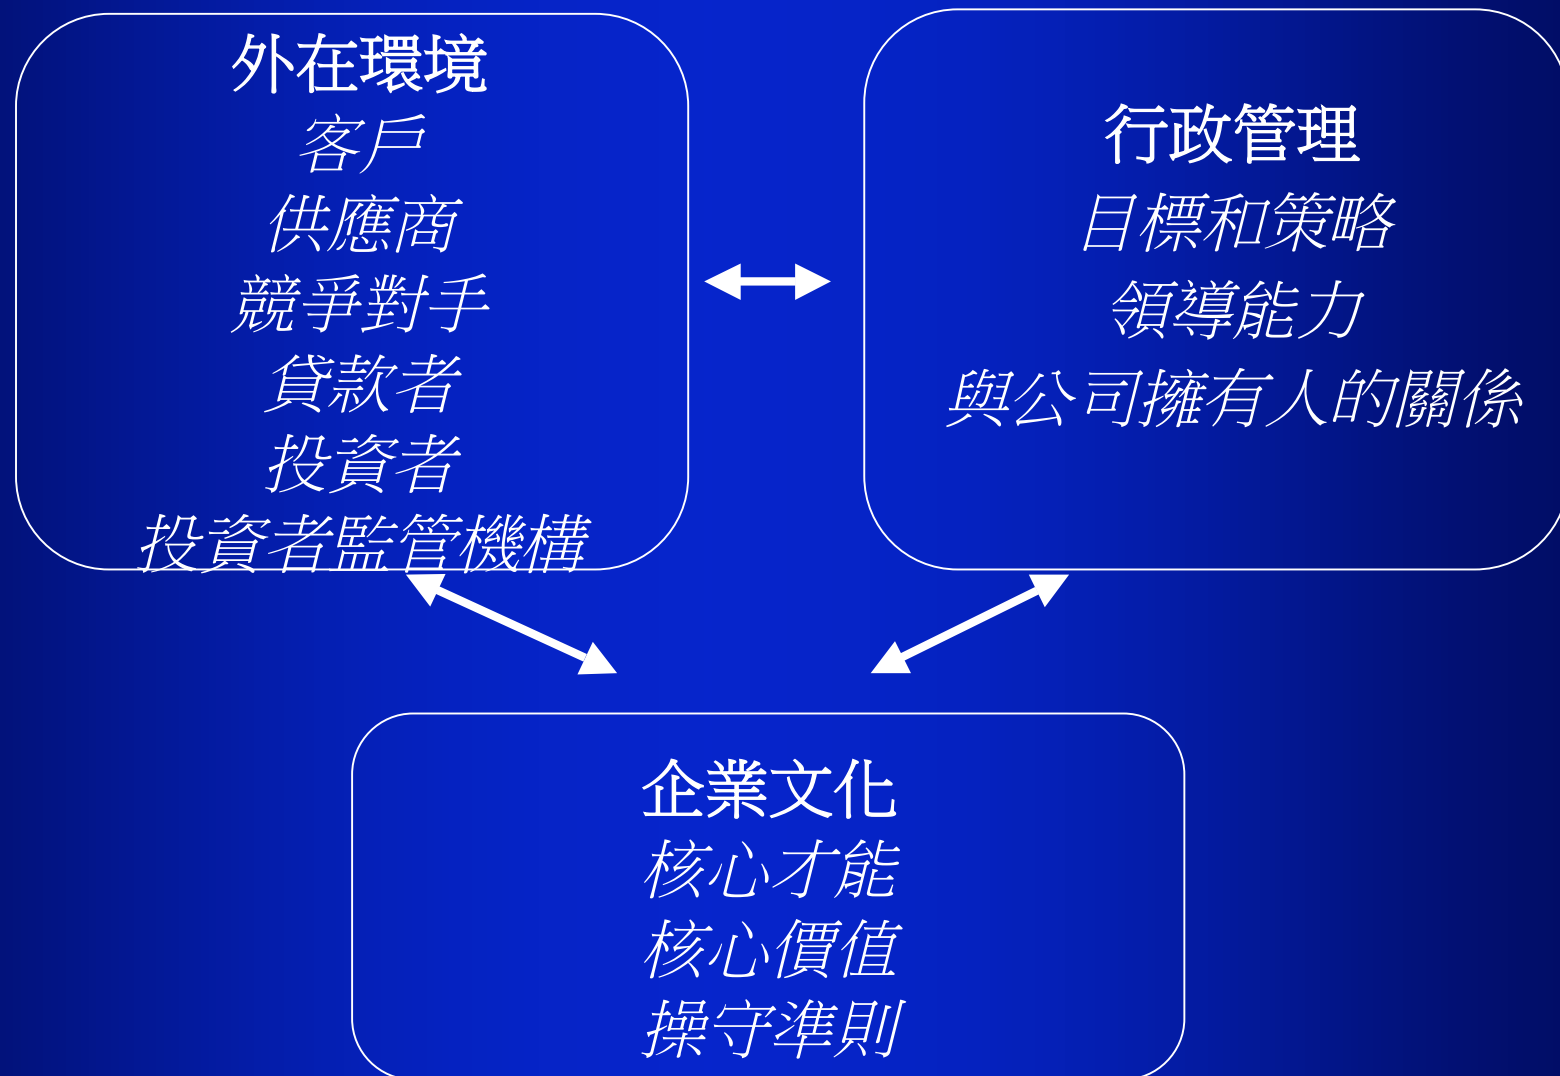 外在環境
客戶
供應商
競爭對手
貸款者
投資者
投資者監管機構
行政管理
目標和策略
領導能力
與公司擁有人的關係
企業文化
核心才能
核心價值
操守準則